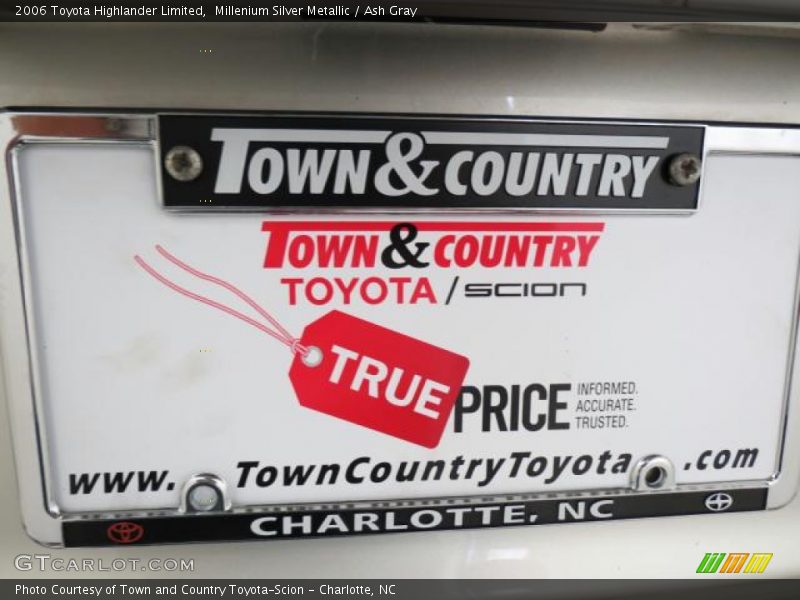 2006 Toyota Highlander Limited,  Millenium Silver Metallic / Ash Gray
TOWN & COUNTRY
TOWN & COUNTRY
TOYOTA / SCION
TRUE
PRICE
INFORMED.
ACCURATE.
TRUSTED.
www.TownCountryToyota.com
CHARLOTTE, NC
GTCARLOT.COM
Photo Courtesy of Town and Country Toyota-Scion - Charlotte, NC